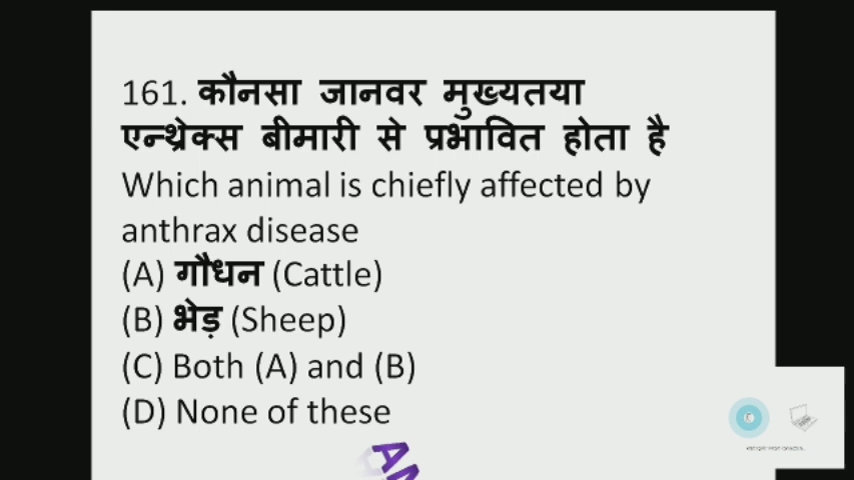 161. कौनसा जानवर मुख्यतया
एन्थ्रेक्स बीमारी से प्रभावित होता है
Which animal is chiefly affected by
anthrax disease
(A) गौधन (Cattle)
(B) भेड़ (Sheep)
(C) Both (A) and (B)
(D) None of these
AN